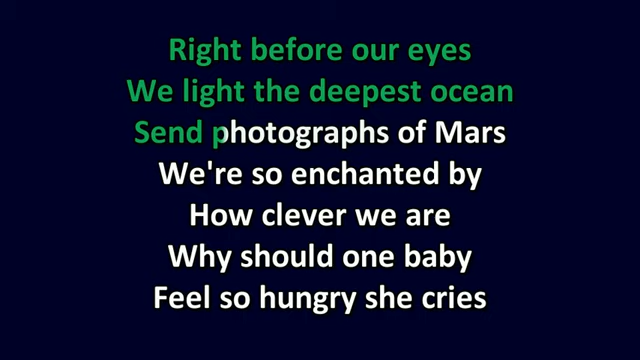 Right before our eyes
We light the deepest ocean
Send photographs of Mars
We're so enchanted by
How clever we are
Why should one baby
Feel so hungry she cries